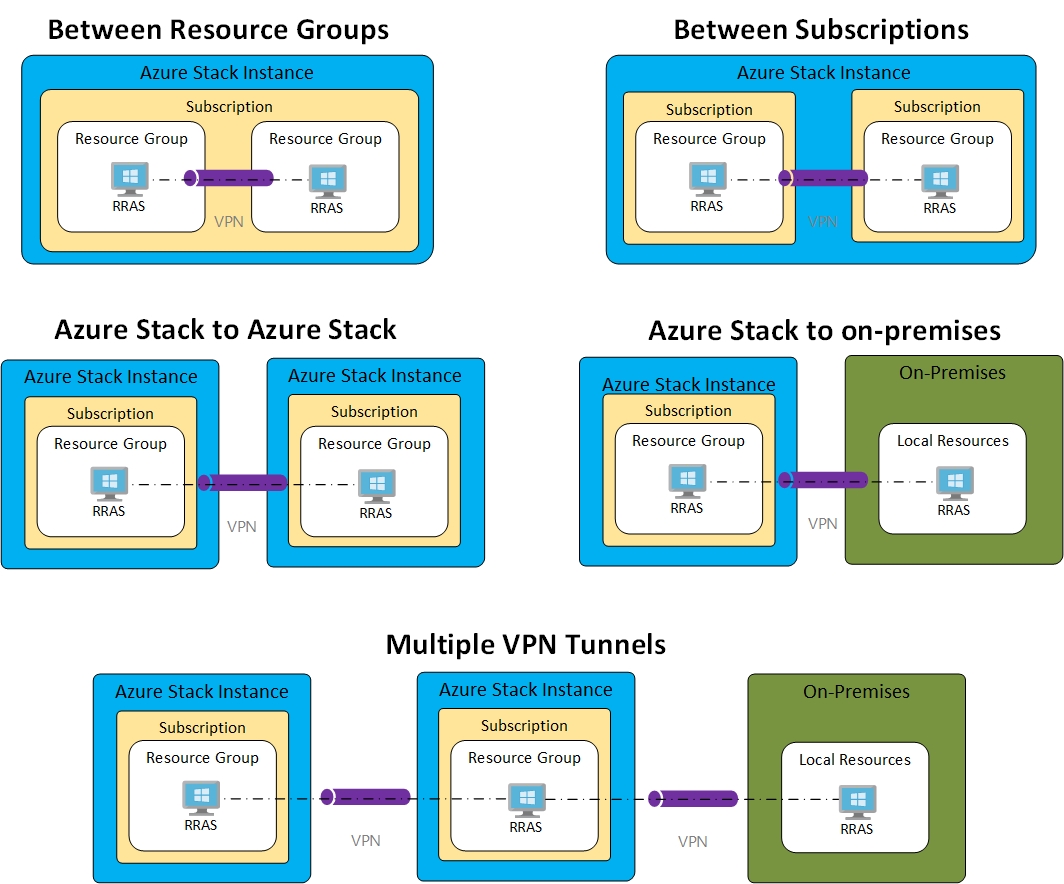 Between Resource Groups
Azure Stack Instance
Subscription
Resource Group
Resource Group
RRAS
RRAS
VPN
Between Subscriptions
Azure Stack Instance
Subscription
Subscription
Resource Group
Resource Group
RRAS
RRAS
VPN
Azure Stack to Azure Stack
Azure Stack Instance
Azure Stack Instance
Subscription
Subscription
Resource Group
Resource Group
RRAS
RRAS
VPN
Azure Stack to on-premises
Azure Stack Instance
On-Premises
Subscription
Resource Group
Local Resources
RRAS
RRAS
VPN
Multiple VPN Tunnels
Azure Stack Instance
Azure Stack Instance
On-Premises
Subscription
Subscription
Resource Group
Resource Group
Local Resources
RRAS
RRAS
RRAS
VPN
VPN